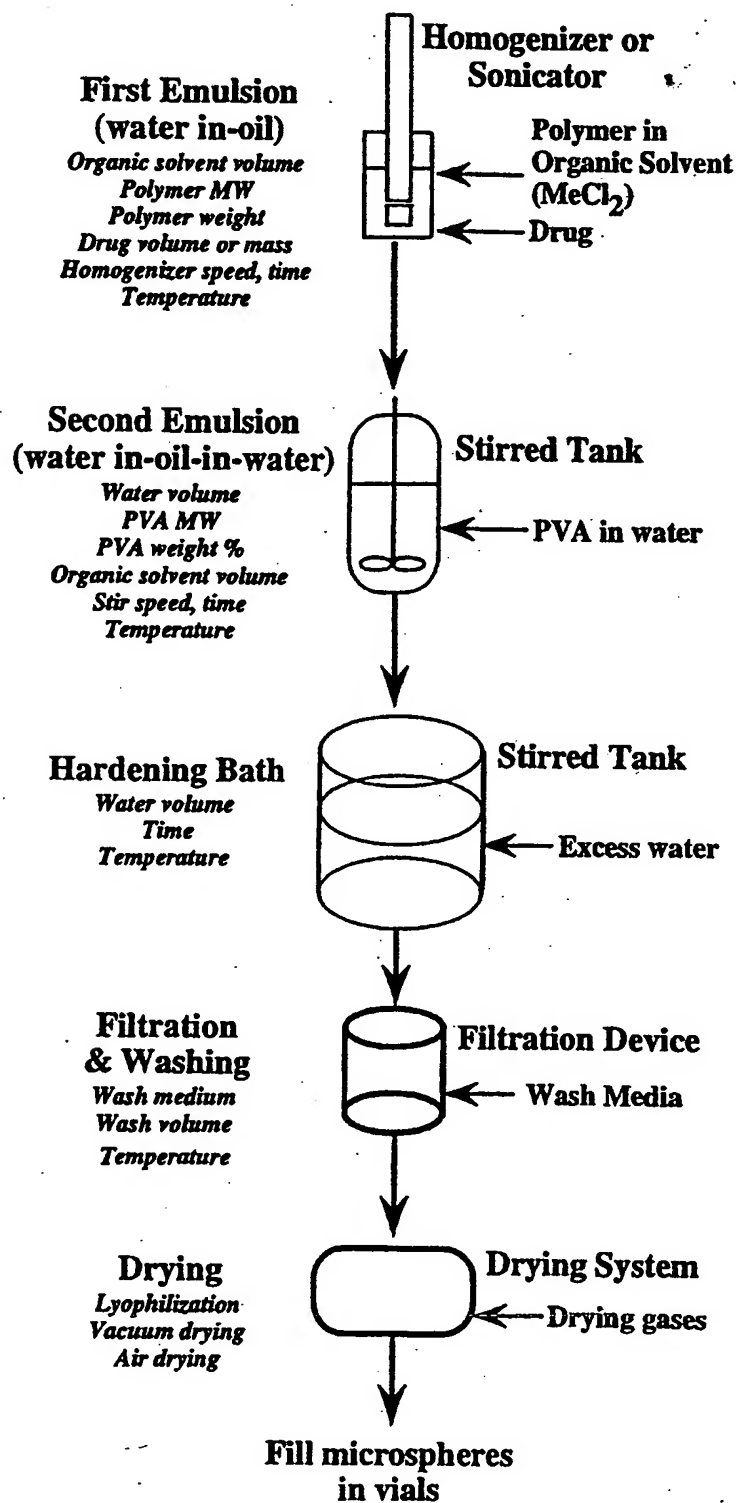 Homogenizer or
Sonicator
First Emulsion
(water in-oil)
Organic solvent volume
Polymer MW
Polymer weight
Drug volume or mass
Homogenizer speed, time
Temperature
Polymer in
Organic Solvent
(MeCl2)
Drug
Second Emulsion
(water in-oil-in-water)
Water volume
PVA MW
PVA weight %
Organic solvent volume
Stir speed, time
Temperature
Stirred Tank
PVA in water
Hardening Bath
Water volume
Time
Temperature
Stirred Tank
Excess water
Filtration
& Washing
Wash medium
Wash volume
Temperature
Filtration Device
Wash Media
Drying
Lyophilization
Vacuum drying
Air drying
Drying System
Drying gases
Fill microspheres
in vials